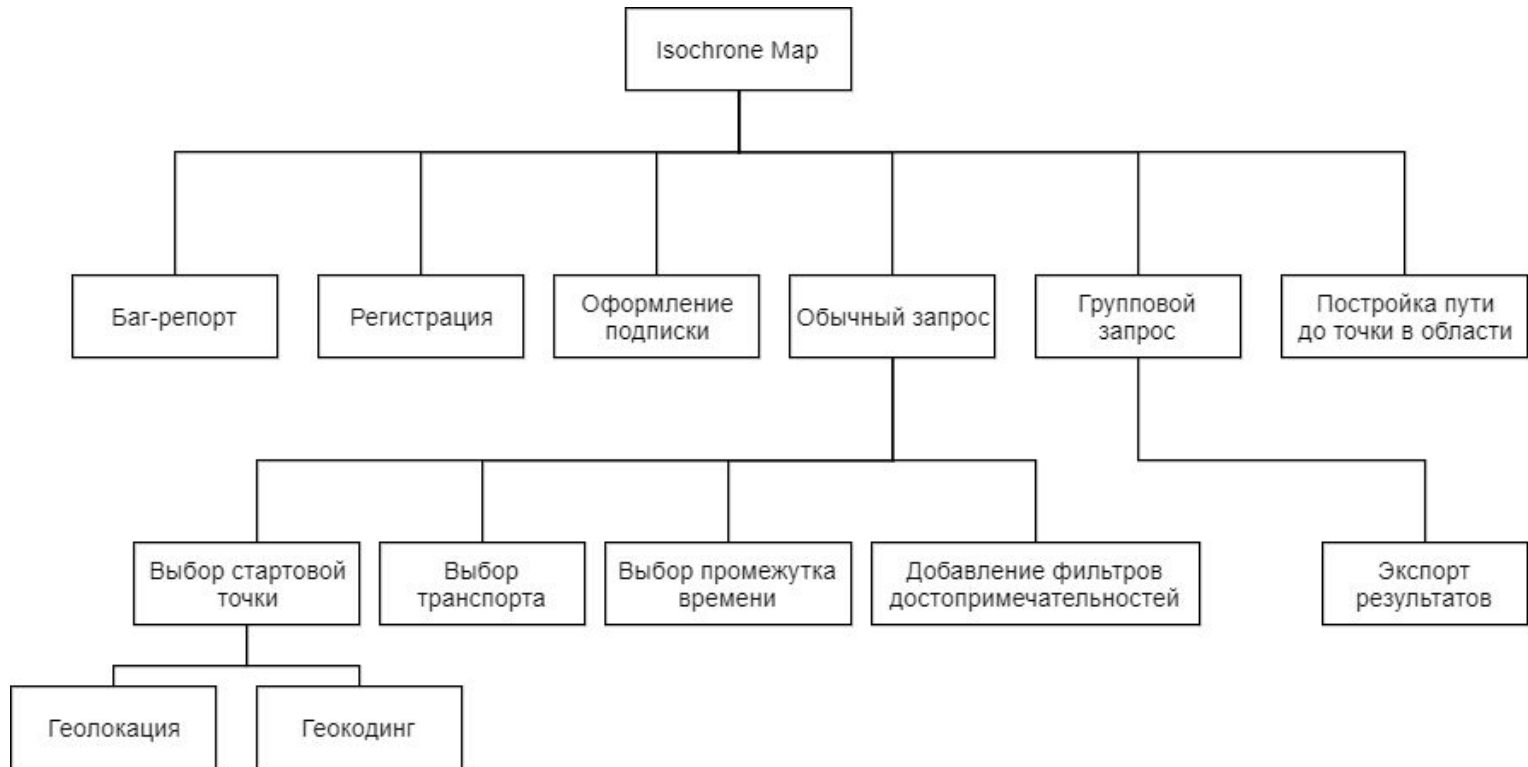 Isochrone Map
Баг-репорт
Регистрация
Оформление
подписки
Обычный запрос
Групповой
запрос
Постройка пути
до точки в области
Выбор стартовой
точки
Выбор
транспорта
Выбор промежутка
времени
Добавление фильтров
достопримечательностей
Экспорт
результатов
Геолокация
Геокодинг